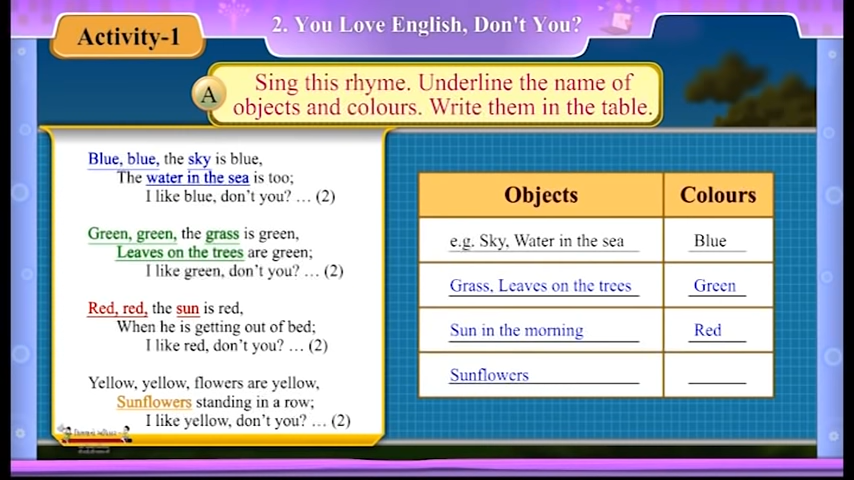 Activity-1
2. You Love English, Don't You?
A
Sing this rhyme. Underline the name of
objects and colours. Write them in the table.
Blue, blue, the sky is blue,
The water in the sea is too;
I like blue, don't you? ... (2)
Green, green, the grass is green,
Leaves on the trees are green;
I like green, don't you? ... (2)
Red, red, the sun is red,
When he is getting out of bed;
I like red, don't you? ... (2)
Yellow, yellow, flowers are yellow,
Sunflowers standing in a row;
I like yellow, don't you? ... (2)
Objects Colours
e.g. Sky, Water in the sea Blue
Grass, Leaves on the trees Green
Sun in the morning Red
Sunflowers